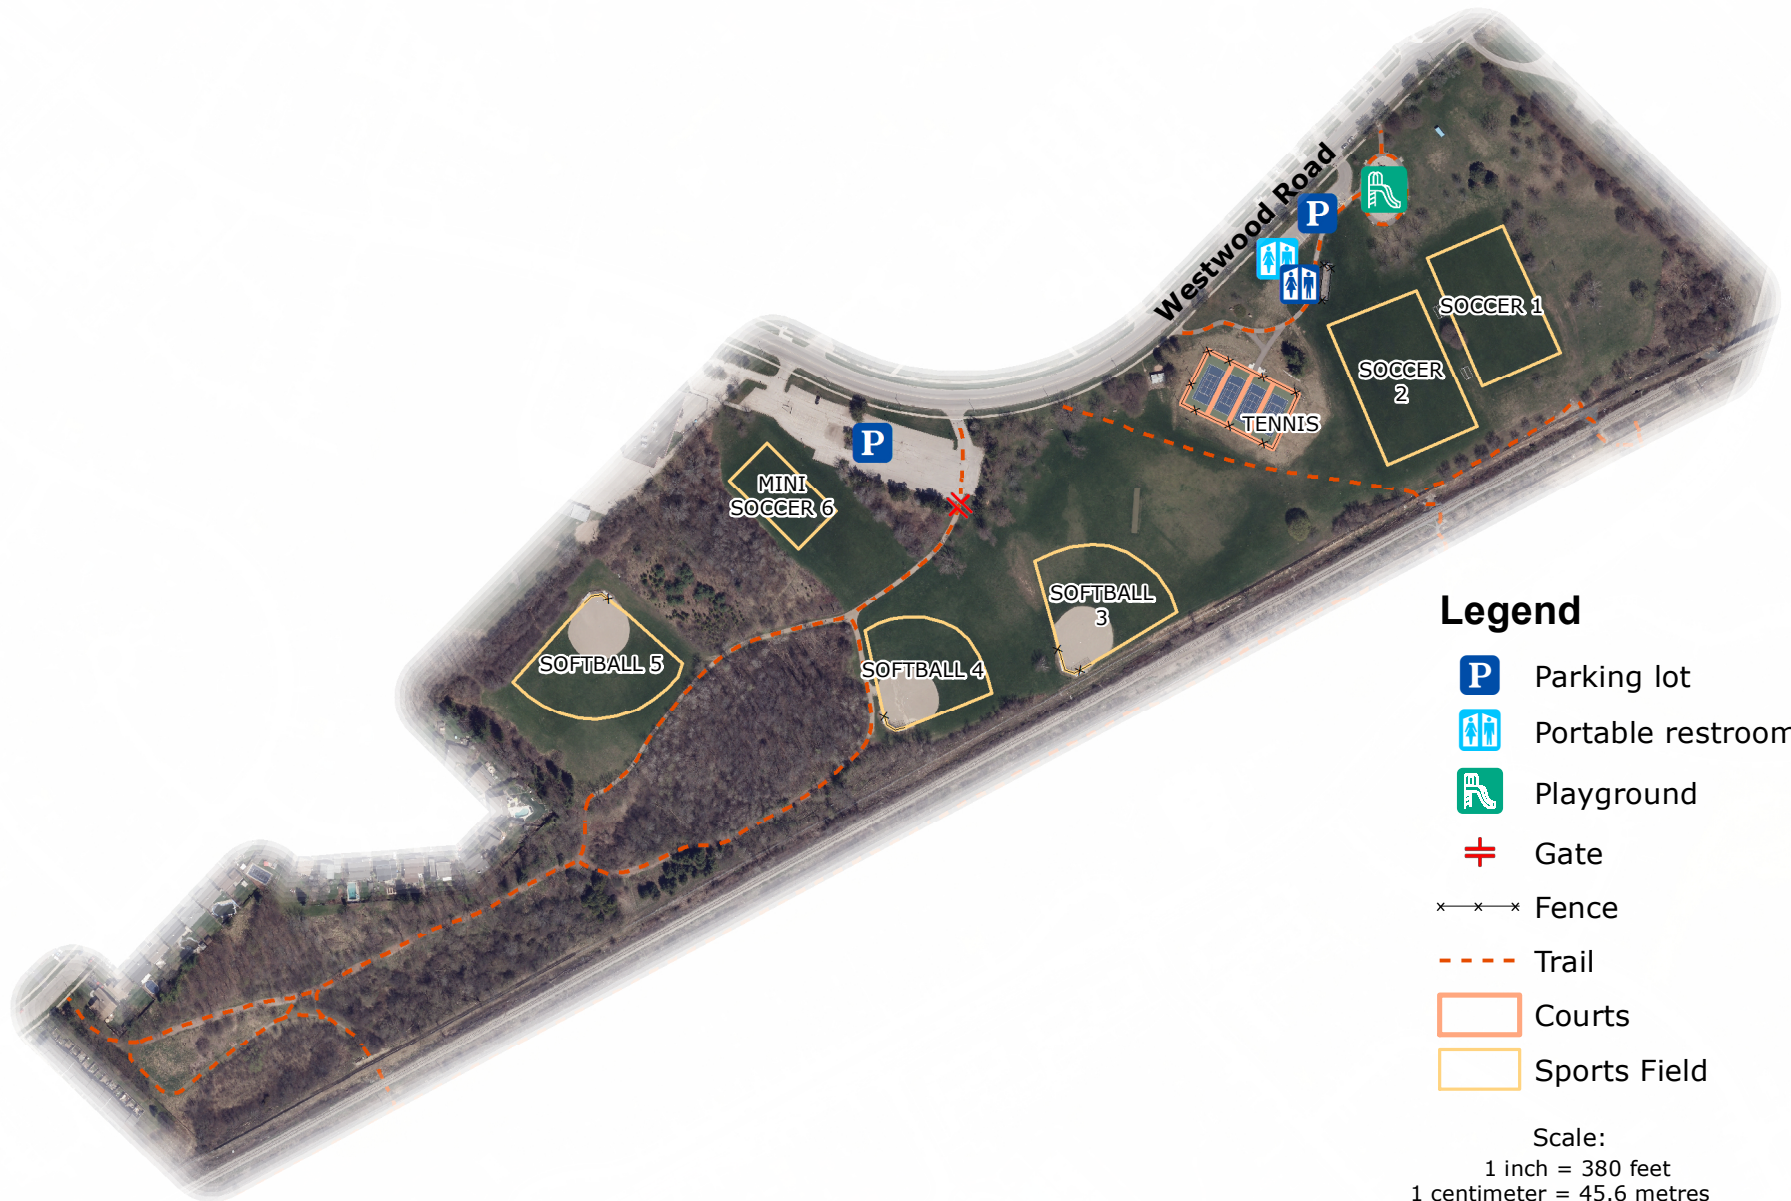 Westwood Road
P
SOCCER 1
SOCCER
2
TENNIS
P
MINI
SOCCER 6
SOFTBALL
3
SOFTBALL 4
SOFTBALL 5
Legend
P Parking lot
Portable restroom
Playground
Gate
Fence
Trail
Courts
Sports Field
Scale:
1 inch = 380 feet
1 centimeter = 45.6 metres